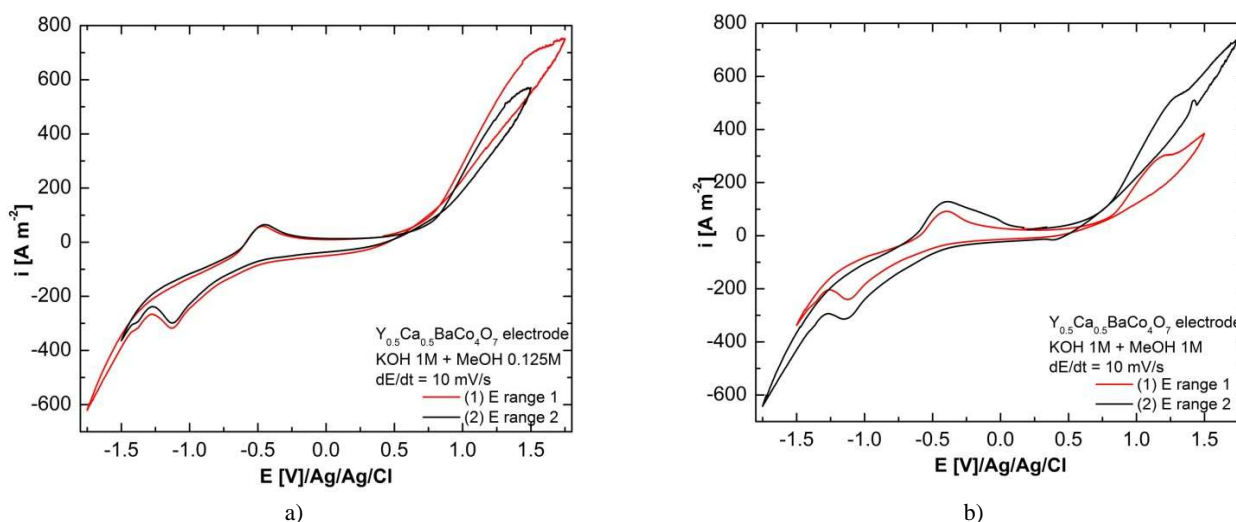 800
600
400
200
0
-200
-400
-600
i [A m⁻²]
-1.5 -1.0 -0.5 0.0 0.5 1.0 1.5
E [V]/Ag/Ag/Cl
Y₀.₅Ca₀.₅BaCo₄O₇ electrode
KOH 1M + MeOH 0.125M
dE/dt = 10 mV/s
(1) E range 1
(2) E range 2
a)
800
600
400
200
0
-200
-400
-600
i [A m⁻²]
-1.5 -1.0 -0.5 0.0 0.5 1.0 1.5
E [V]/Ag/Ag/Cl
Y₀.₅Ca₀.₅BaCo₄O₇ electrode
KOH 1M + MeOH 1M
dE/dt = 10 mV/s
(1) E range 1
(2) E range 2
b)